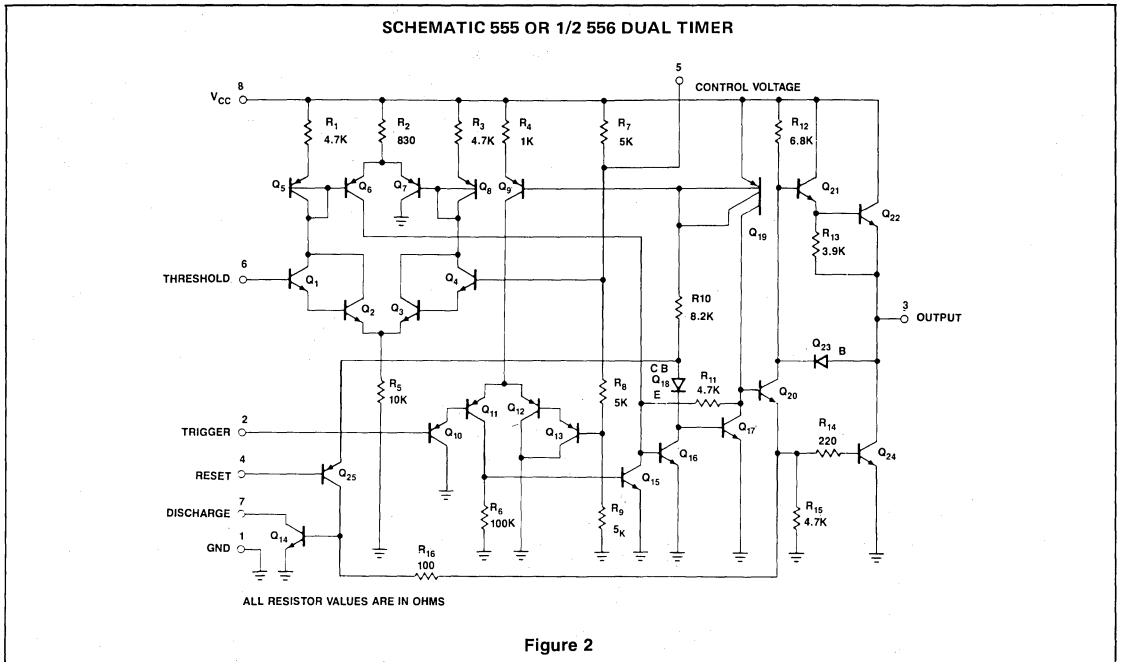 SCHEMATIC 555 OR 1/2 556 DUAL TIMER
5
CONTROL VOLTAGE
8
VCC
R1
4.7K
R2
830
R3
4.7K
R4
1K
R7
5K
R12
6.8K
Q5
Q6
Q7
Q8
Q9
Q19
Q21
Q22
R13
3.9K
6
THRESHOLD
Q1
Q2
Q3
Q4
R10
8.2K
3
OUTPUT
Q23
B
C B
Q18
E
R11
4.7K
R5
10K
R8
5K
Q20
2
TRIGGER
Q10
Q11
Q12
Q13
Q16
Q17
R14
220
Q24
4
RESET
Q25
Q15
R6
100K
R9
5K
R15
4.7K
7
DISCHARGE
Q14
1
GND
R16
100
ALL RESISTOR VALUES ARE IN OHMS
Figure 2